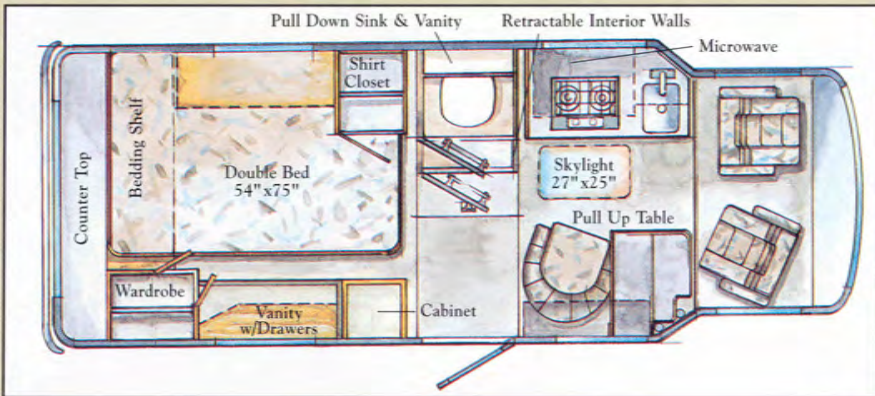 Pull Down Sink & Vanity
Retractable Interior Walls
Microwave
Shirt
Closet
Bedding Shelf
Counter Top
Double Bed
54" x75"
Skylight
27" x25"
Pull Up Table
Wardrobe
Vanity
w/Drawers
Cabinet